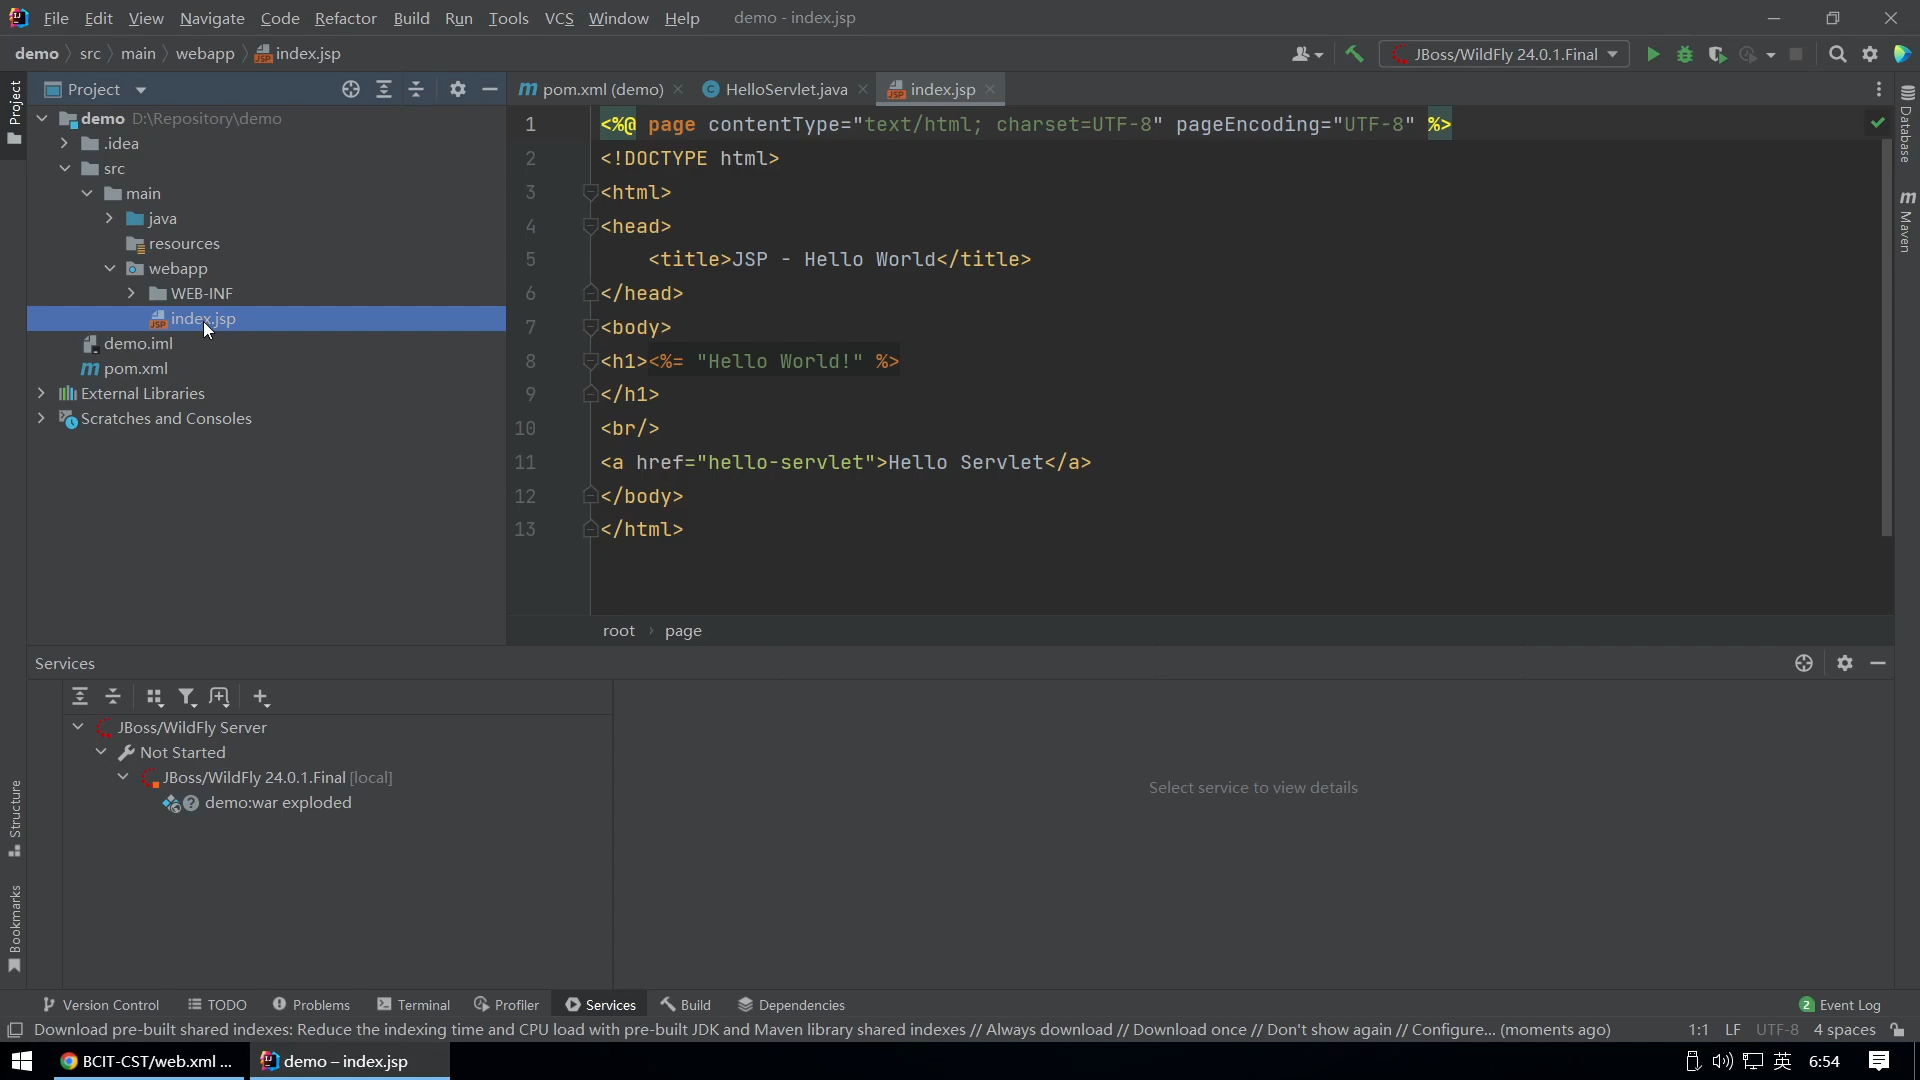 File Edit View Navigate Code Refactor Build Run Tools VCS Window Help demo - index.jsp
demo src main webapp index.jsp JBoss/WildFly 24.0.1.Final
Project
Project
pom.xml (demo) HelloServlet.java index.jsp
demo D:\Repository\demo
.idea
src
main
java
resources
webapp
WEB-INF
index.jsp
demo.iml
pom.xml
External Libraries
Scratches and Consoles
1 <%@ page contentType="text/html; charset=UTF-8" pageEncoding="UTF-8" %>
2 <!DOCTYPE html>
3 <html>
4 <head>
5 <title>JSP - Hello World</title>
6 </head>
7 <body>
8 <h1><%= "Hello World!" %>
9 </h1>
10 <br/>
11 <a href="hello-servlet">Hello Servlet</a>
12 </body>
13 </html>
root page
Database
Maven
Services
JBoss/WildFly Server
Not Started
JBoss/WildFly 24.0.1.Final [local]
demo:war exploded
Select service to view details
Structure
Bookmarks
Version Control TODO Problems Terminal Profiler Services Build Dependencies 2 Event Log
Download pre-built shared indexes: Reduce the indexing time and CPU load with pre-built JDK and Maven library shared indexes // Always download // Download once // Don't show again // Configure... (moments ago) 1:1 LF UTF-8 4 spaces
BCIT-CST/web.xml ... demo – index.jsp 英 6:54